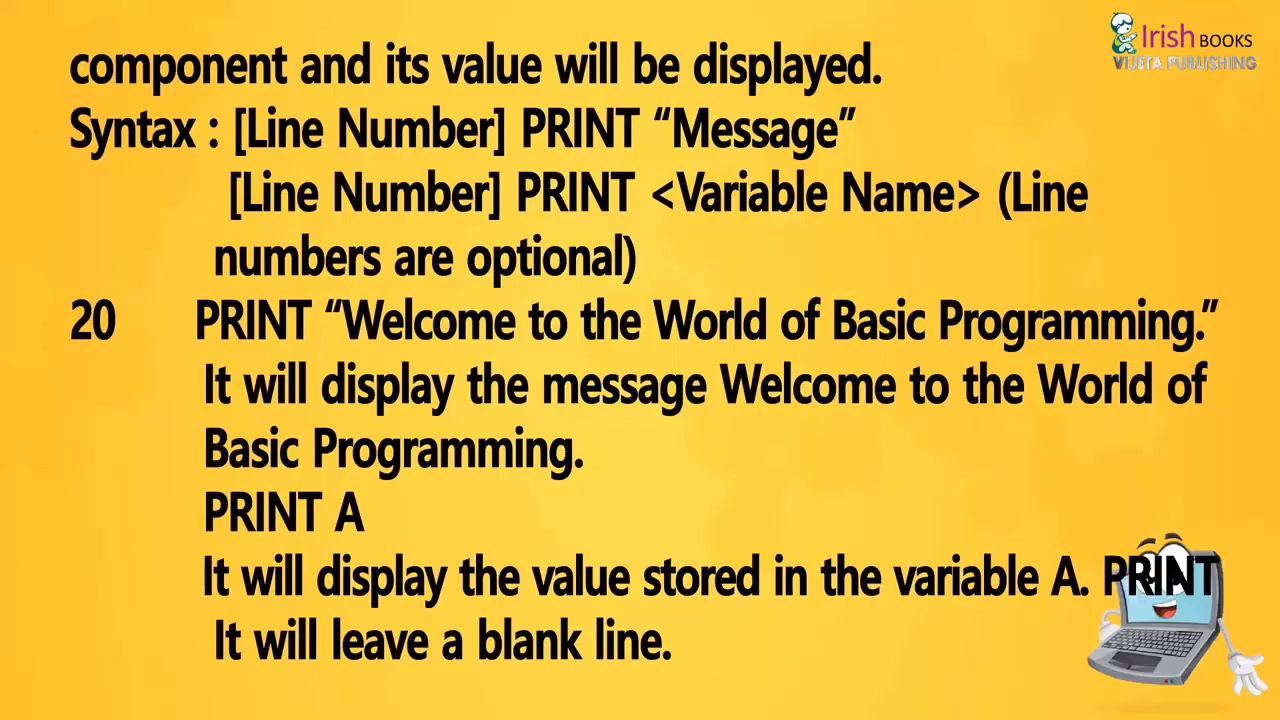 Irish BOOKS
VIJETA PUBLISHING
component and its value will be displayed.
Syntax : [Line Number] PRINT “Message”
[Line Number] PRINT <Variable Name> (Line
numbers are optional)
20 PRINT “Welcome to the World of Basic Programming.”
It will display the message Welcome to the World of
Basic Programming.
PRINT A
It will display the value stored in the variable A. PRINT
It will leave a blank line.